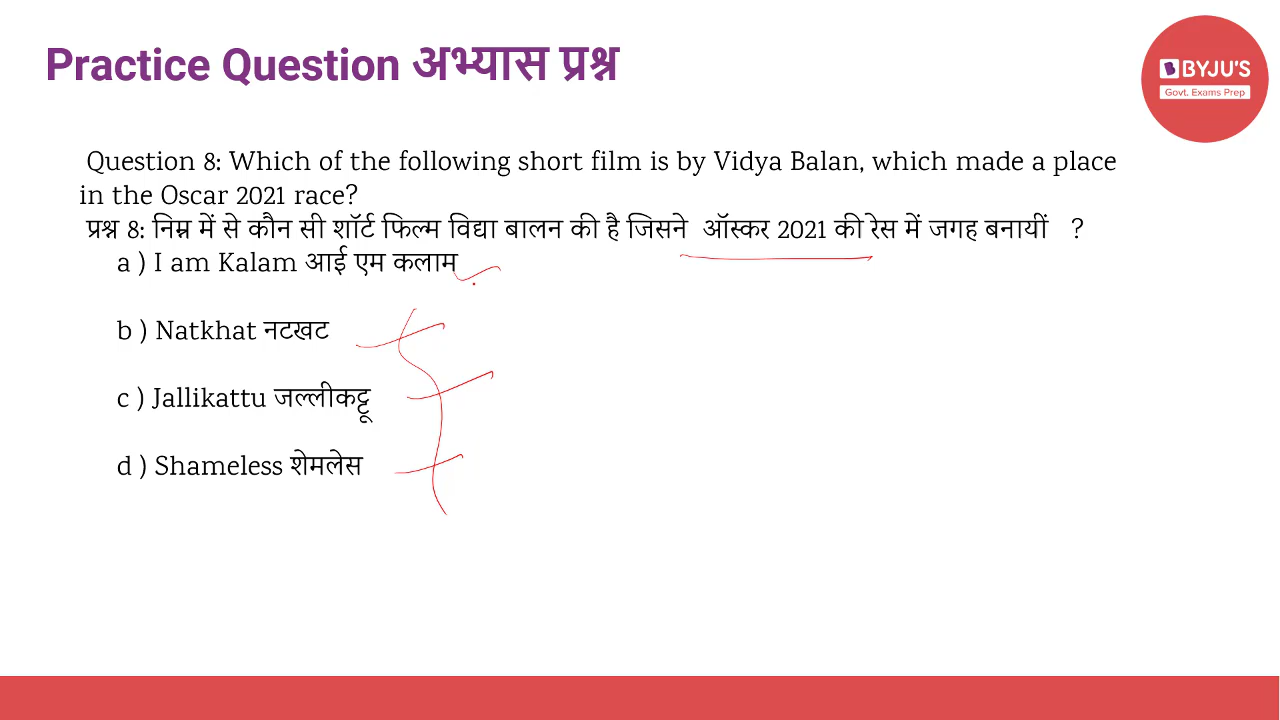 Practice Question अभ्यास प्रश्न
BYJU'S
Govt. Exams Prep
Question 8: Which of the following short film is by Vidya Balan, which made a place
in the Oscar 2021 race?
प्रश्न 8: निम्न में से कौन सी शॉर्ट फिल्म विद्या बालन की है जिसने ऑस्कर 2021 की रेस में जगह बनायीं ?
a ) I am Kalam आई एम कलाम
b ) Natkhat नटखट
c ) Jallikattu जल्लीकट्टू
d ) Shameless शेमलेस